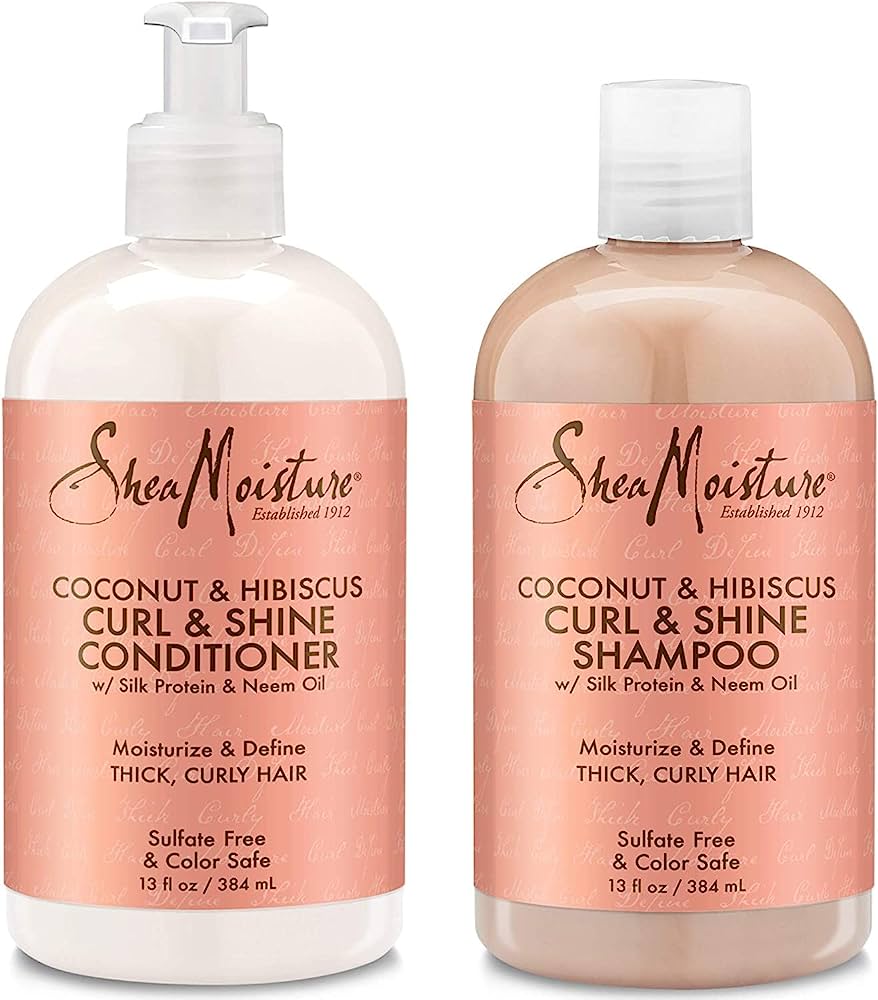 SheaMoisture®
Established 1912
COCONUT & HIBISCUS
CURL & SHINE
CONDITIONER
w/ Silk Protein & Neem Oil
Moisturize & Define
THICK, CURLY HAIR
Sulfate Free
& Color Safe
13 fl oz / 384 mL
SheaMoisture®
Established 1912
COCONUT & HIBISCUS
CURL & SHINE
SHAMPOO
w/ Silk Protein & Neem Oil
Moisturize & Define
THICK, CURLY HAIR
Sulfate Free
& Color Safe
13 fl oz / 384 mL